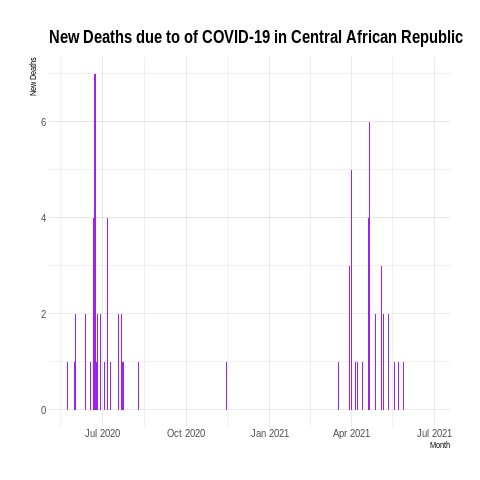 New Deaths due to of COVID-19 in Central African Republic
New Deaths
6
4
2
0
Jul 2020 Oct 2020 Jan 2021 Apr 2021 Jul 2021
Month